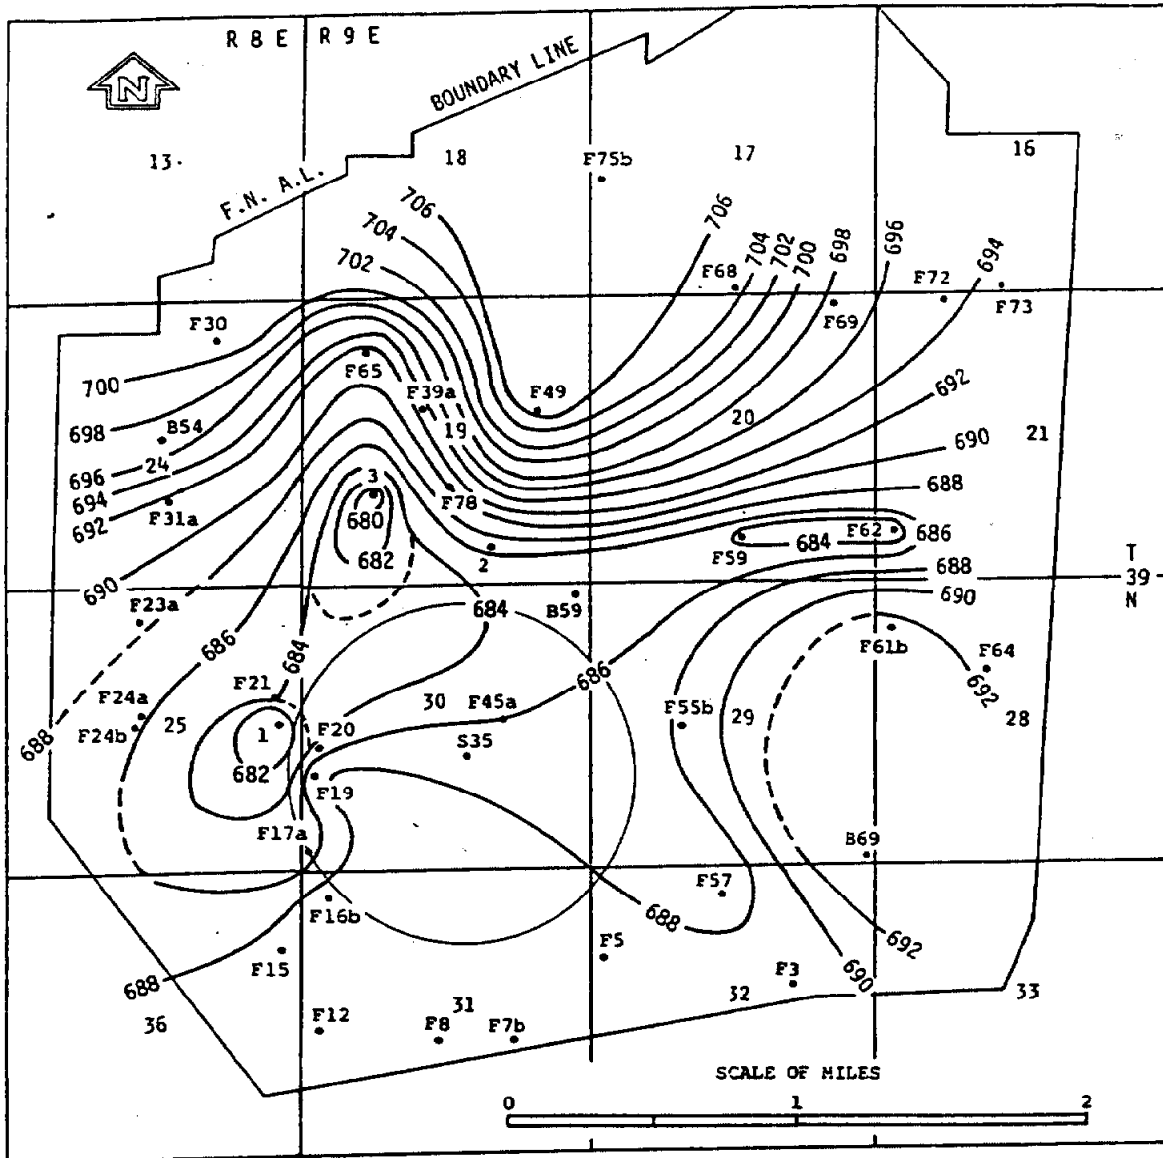 R 8 E R 9 E
N
BOUNDARY LINE
F.N. A.L.
13
18
17
16
F75b
706
706
704
704
702
702
700
698
696
694
F68
F72
F69
F73
F30
F65
F39a
F49
700
692
698
B54
19
20
690
21
696
24
694
F31a
692
3
F78
688
680
682
2
F59
684
F62
686
688
690
T
39
N
690
F23a
684
B59
686
684
F61b
F64
692
F21
F24a
686
688
F24b
25
1
F20
30
F45a
F55b
29
28
S35
682
F19
F17a
B69
F57
688
F16b
692
F15
F5
690
688
F3
36
F12
31
32
33
F8
F7b
SCALE OF MILES
0 1 2